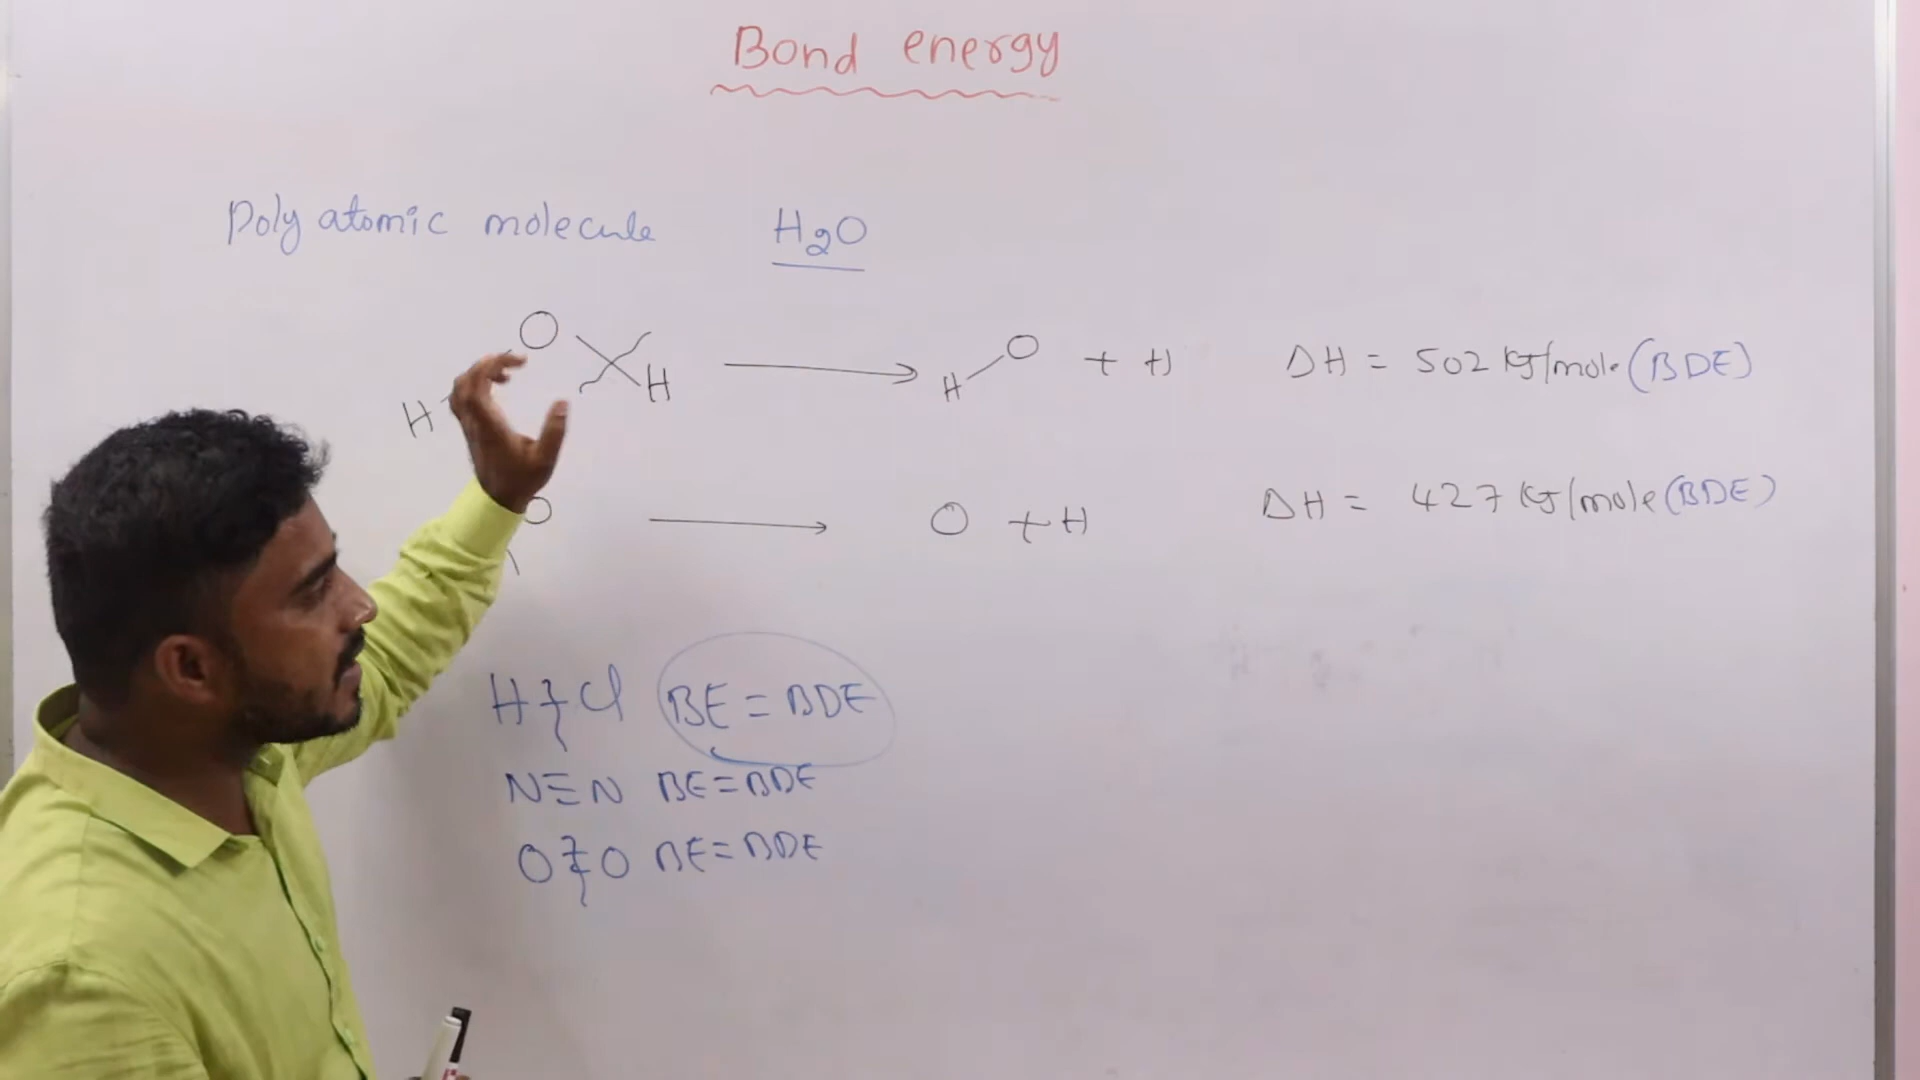 Bond energy
Poly atomic molecule H2O
H O H → H O + H ΔH = 502 KJ/mole (BDE)
O → O + H ΔH = 427 KJ/mole (BDE)
H Cl BE = BDE
N≡N BE = BDE
O O BE = BDE